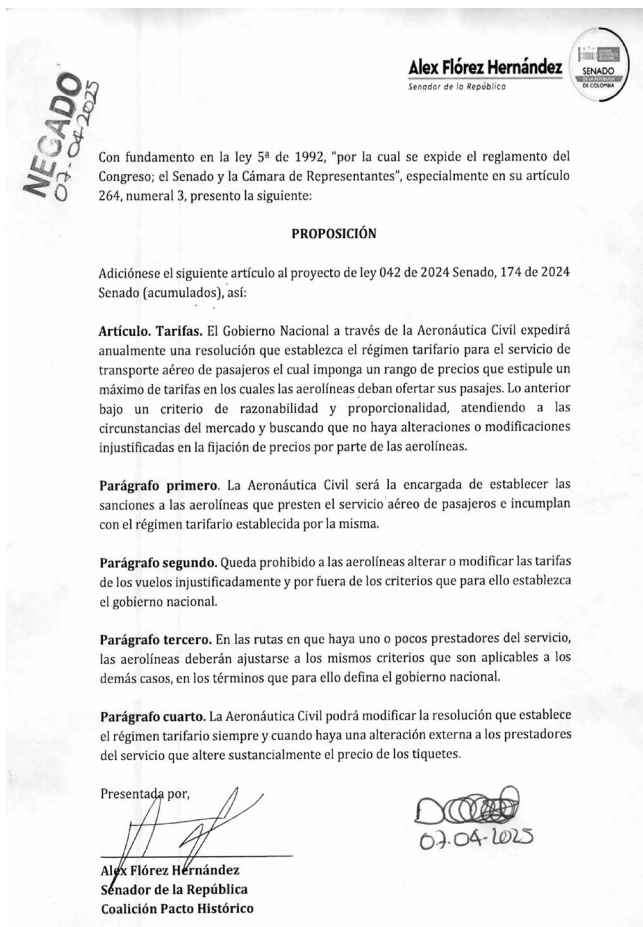 Alex Flórez Hernández
Senador de la República
SENADO
DE LA REPÚBLICA
DE COLOMBIA
NEGADO
07-04-2025
Con fundamento en la ley 5ª de 1992, “por la cual se expide el reglamento del
Congreso; el Senado y la Cámara de Representantes”, especialmente en su artículo
264, numeral 3, presento la siguiente:
PROPOSICIÓN
Adiciónese el siguiente artículo al proyecto de ley 042 de 2024 Senado, 174 de 2024
Senado (acumulados), así:
Artículo. Tarifas. El Gobierno Nacional a través de la Aeronáutica Civil expedirá
anualmente una resolución que establezca el régimen tarifario para el servicio de
transporte aéreo de pasajeros el cual imponga un rango de precios que estipule un
máximo de tarifas en los cuales las aerolíneas deban ofertar sus pasajes. Lo anterior
bajo un criterio de razonabilidad y proporcionalidad, atendiendo a las
circunstancias del mercado y buscando que no haya alteraciones o modificaciones
injustificadas en la fijación de precios por parte de las aerolíneas.
Parágrafo primero. La Aeronáutica Civil será la encargada de establecer las
sanciones a las aerolíneas que presten el servicio aéreo de pasajeros e incumplan
con el régimen tarifario establecida por la misma.
Parágrafo segundo. Queda prohibido a las aerolíneas alterar o modificar las tarifas
de los vuelos injustificadamente y por fuera de los criterios que para ello establezca
el gobierno nacional.
Parágrafo tercero. En las rutas en que haya uno o pocos prestadores del servicio,
las aerolíneas deberán ajustarse a los mismos criterios que son aplicables a los
demás casos, en los términos que para ello defina el gobierno nacional.
Parágrafo cuarto. La Aeronáutica Civil podrá modificar la resolución que establece
el régimen tarifario siempre y cuando haya una alteración externa a los prestadores
del servicio que altere sustancialmente el precio de los tiquetes.
Presentada por,
07-04-2025
Alex Flórez Hernández
Senador de la República
Coalición Pacto Histórico